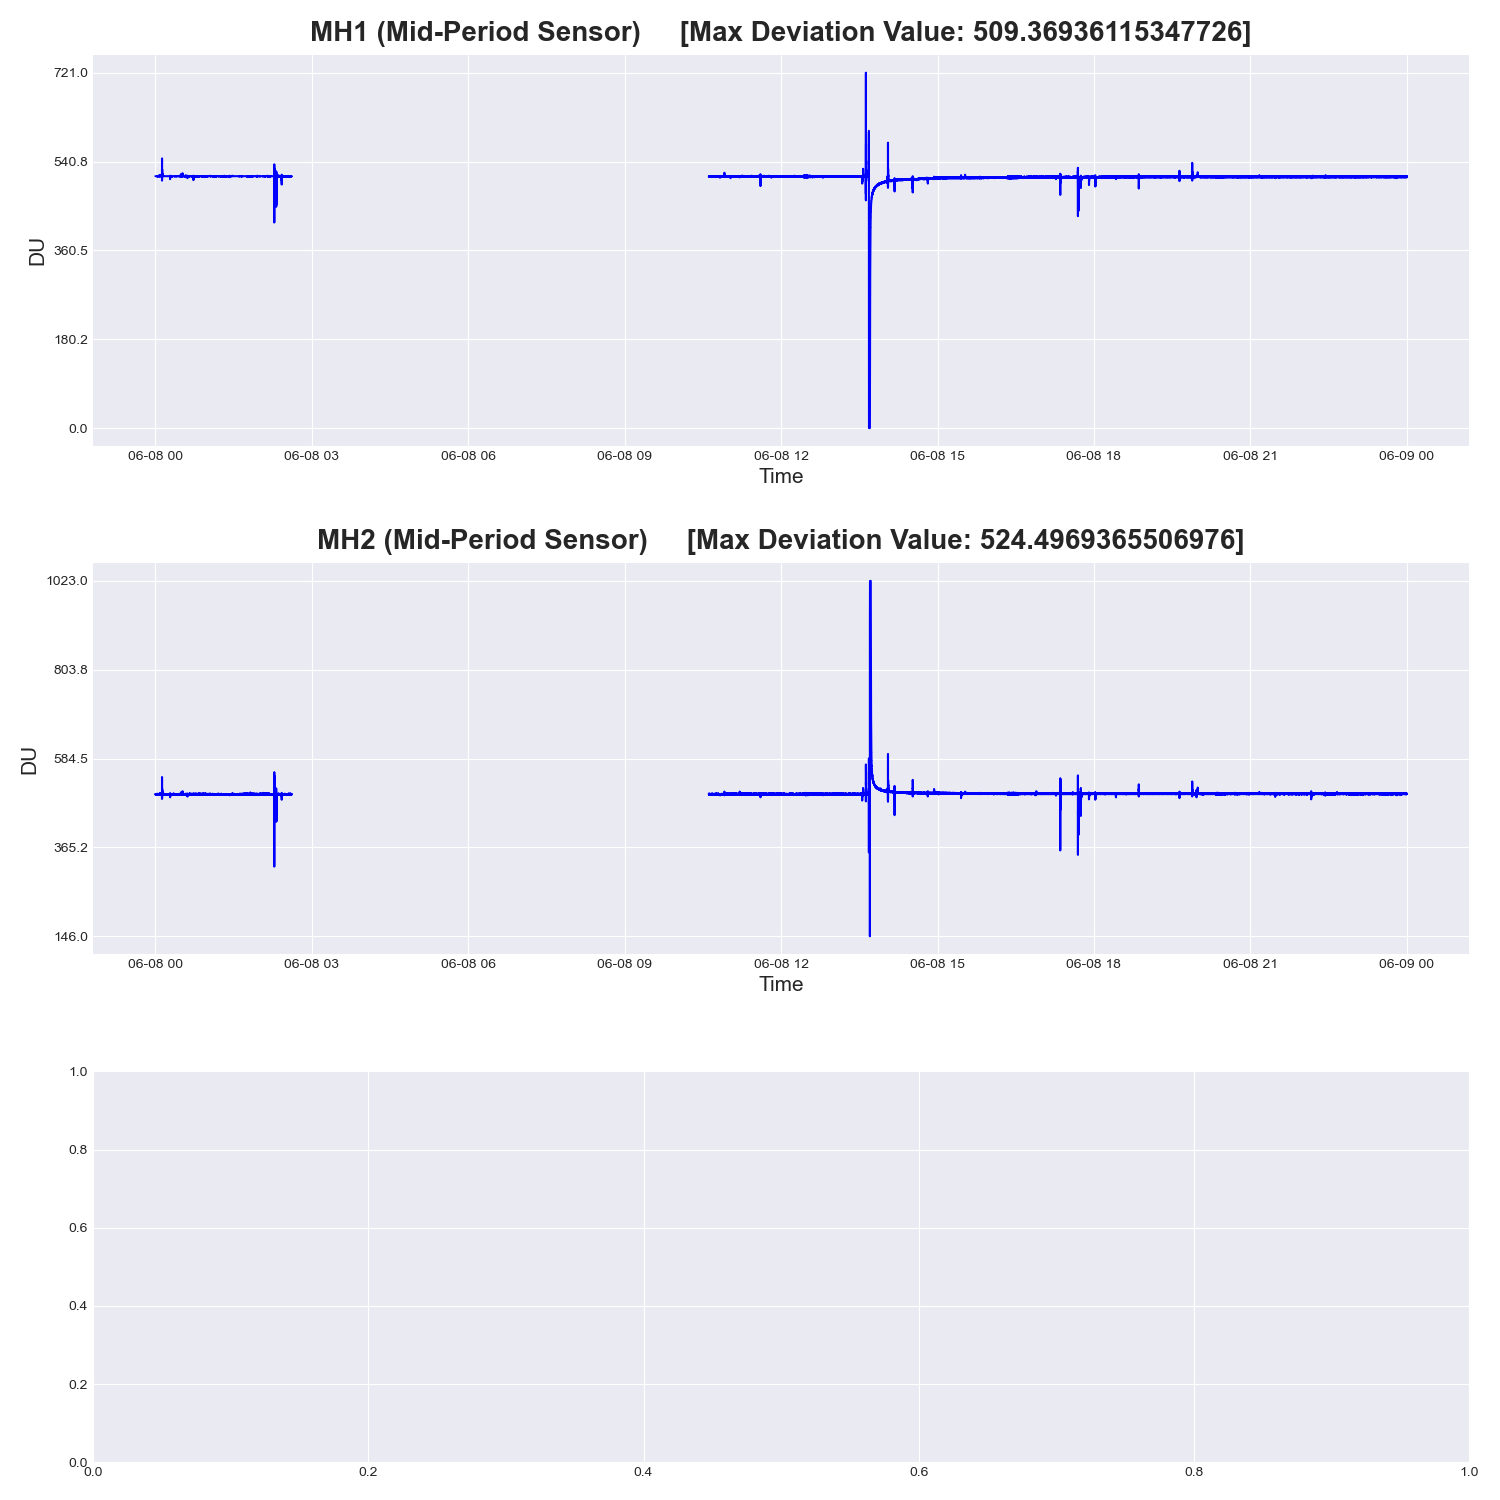 MH1 (Mid-Period Sensor) [Max Deviation Value: 509.36936115347726]
721.0
540.8
360.5
180.2
0.0
DU
06-08 00 06-08 03 06-08 06 06-08 09 06-08 12 06-08 15 06-08 18 06-08 21 06-09 00
Time
MH2 (Mid-Period Sensor) [Max Deviation Value: 524.4969365506976]
1023.0
803.8
584.5
365.2
146.0
DU
06-08 00 06-08 03 06-08 06 06-08 09 06-08 12 06-08 15 06-08 18 06-08 21 06-09 00
Time
1.0
0.8
0.6
0.4
0.2
0.0
0.0 0.2 0.4 0.6 0.8 1.0